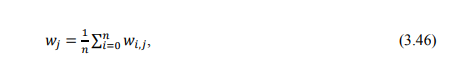 w_j = \frac{1}{n} \sum_{i=0}^{n} w_{i,j}, (3.46)